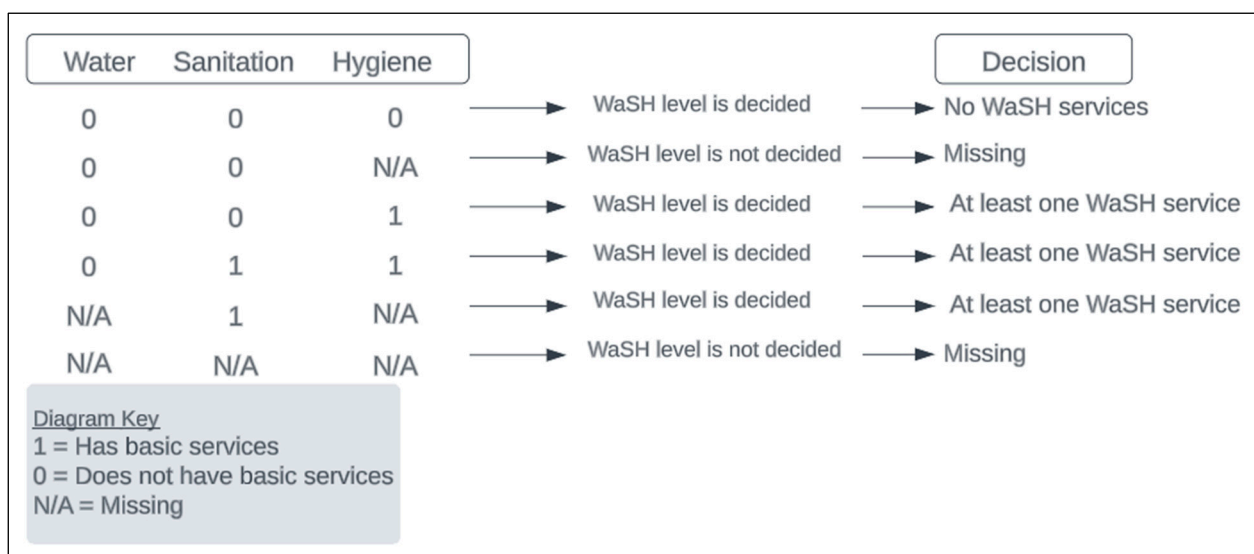 Water Sanitation Hygiene Decision
0 0 0 WaSH level is decided No WaSH services
0 0 N/A WaSH level is not decided Missing
0 0 1 WaSH level is decided At least one WaSH service
0 1 1 WaSH level is decided At least one WaSH service
N/A 1 N/A WaSH level is decided At least one WaSH service
N/A N/A N/A WaSH level is not decided Missing
Diagram Key
1 = Has basic services
0 = Does not have basic services
N/A = Missing